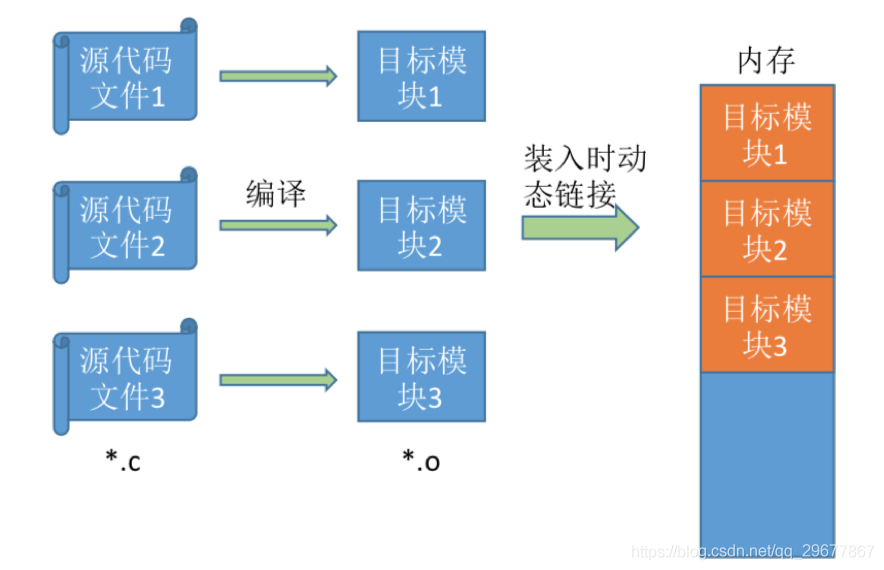 源代码
文件1
目标模
块1
内存
目标模
块1
装入时动
态链接
源代码
文件2
编译
目标模
块2
目标模
块2
源代码
文件3
目标模
块3
目标模
块3
*.c
*.o
https://blog.csdn.net/qq_29677867